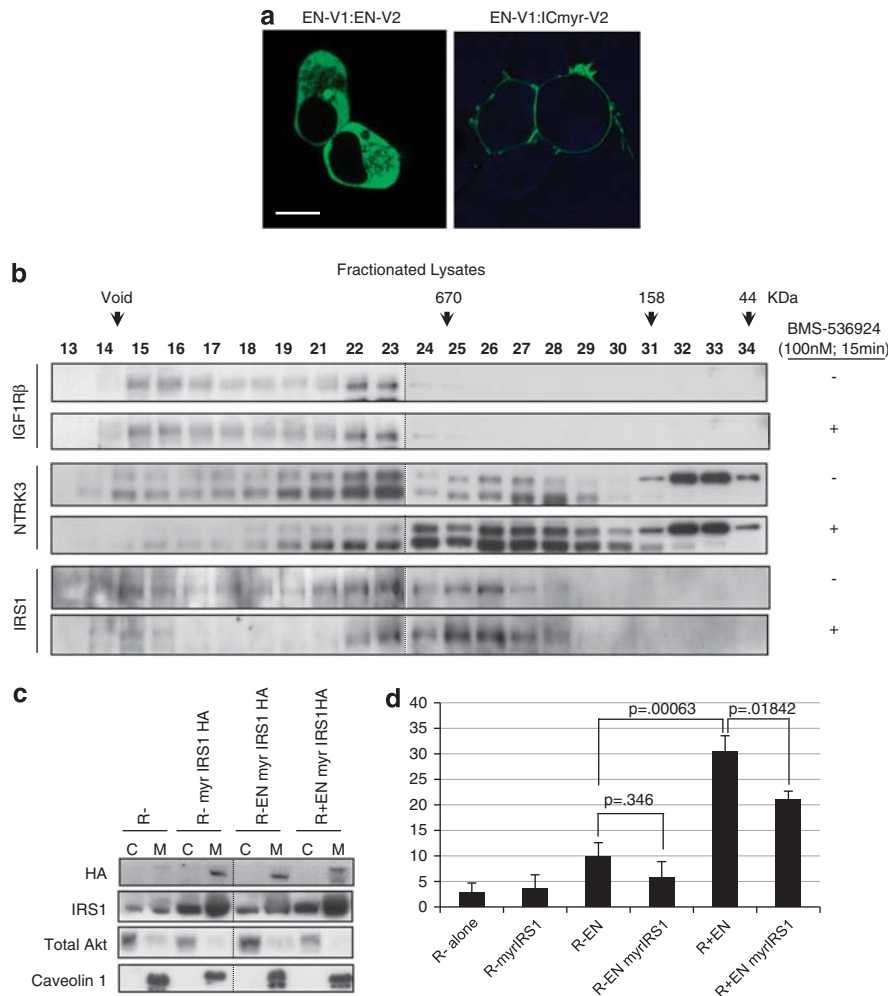 a
EN-V1:EN-V2 EN-V1:ICmyr-V2
b
Fractionated Lysates
Void 670 158 44 KDa
13 14 15 16 17 18 19 21 22 23 24 25 26 27 28 29 30 31 32 33 34
BMS-536924
(100nM; 15min)
IGF1Rβ
-
+
NTRK3
-
+
IRS1
-
+
c
R- R- myr IRS1 HA R-EN myr IRS1 HA R+EN myr IRS1HA
C M C M C M C M
HA
IRS1
Total Akt
Caveolin 1
d
40
35
30
25
20
15
10
5
0
p=.00063 p=.01842
p=.346
R- alone R-myrIRS1 R-EN R-EN myrIRS1 R+EN R+EN myrIRS1